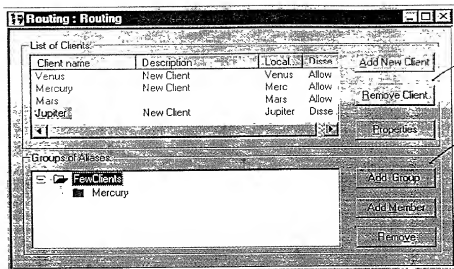 Routing : Routing
List of Clients:
Client name Description Local... Disse
Venus New Client Venus Allow
Mercury New Client Merc Allow
Mars Mars Allow
Jupiter New Client Jupiter Disse
Add New Client
Remove Client
Properties
Groups of Aliases:
FewClients
Mercury
Add Group
Add Member
Remove